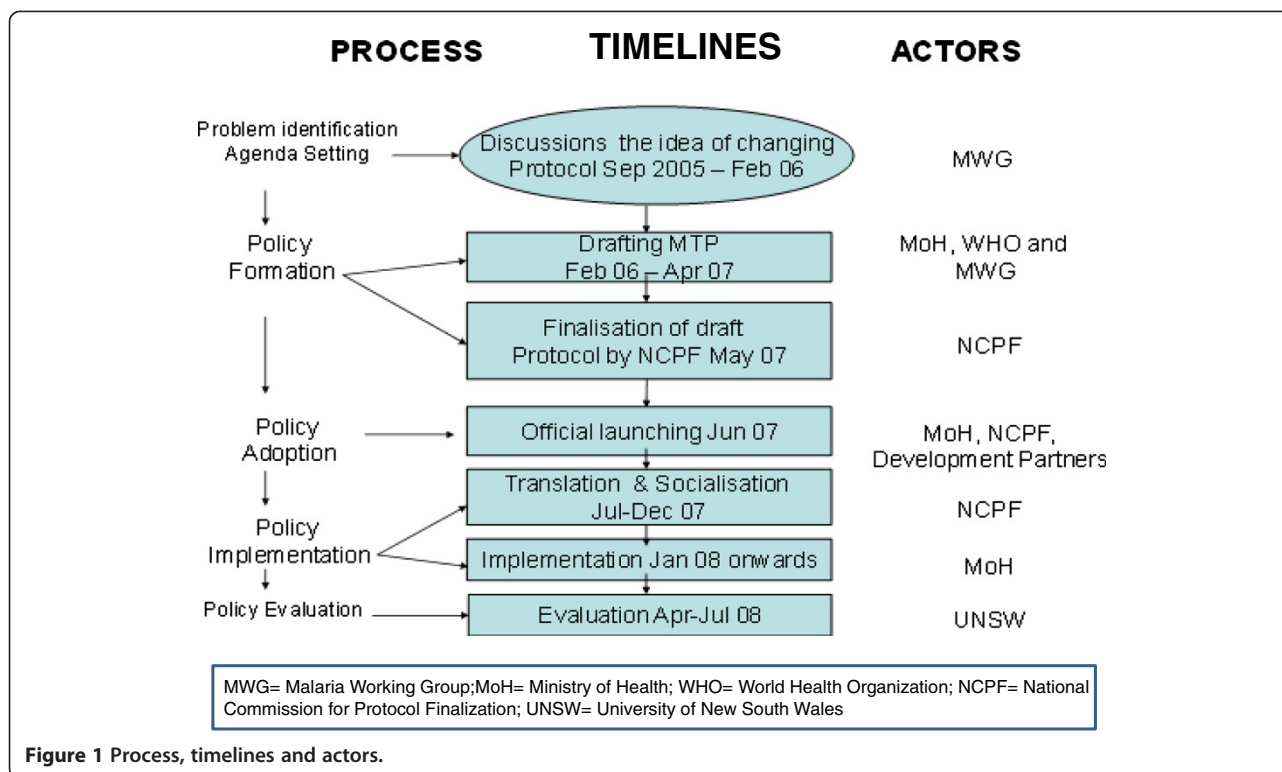 PROCESS TIMELINES ACTORS
Problem identification
Agenda Setting
Discussions the idea of changing
Protocol Sep 2005 – Feb 06
MWG
Policy
Formation
Drafting MTP
Feb 06 – Apr 07
MoH, WHO and
MWG
Finalisation of draft
Protocol by NCPF May 07
NCPF
Policy
Adoption
Official launching Jun 07
MoH, NCPF,
Development Partners
Translation & Socialisation
Jul-Dec 07
NCPF
Policy
Implementation
Implementation Jan 08 onwards
MoH
Policy Evaluation
Evaluation Apr-Jul 08
UNSW
MWG= Malaria Working Group;MoH= Ministry of Health; WHO= World Health Organization; NCPF= National
Commission for Protocol Finalization; UNSW= University of New South Wales
Figure 1 Process, timelines and actors.